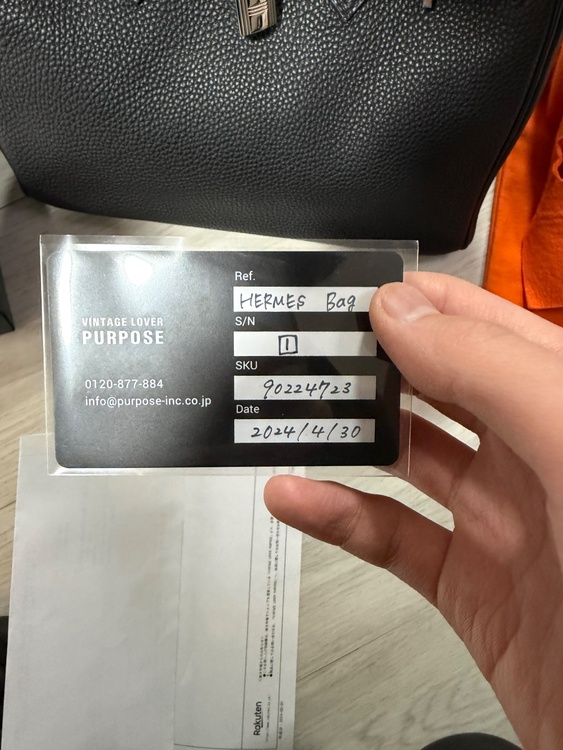 Ref.
HERMES Bag
S/N
1
SKU
90224723
Date
2024/4/30
VINTAGE LOVER
PURPOSE
0120-877-884
info@purpose-inc.co.jp
Rakuten